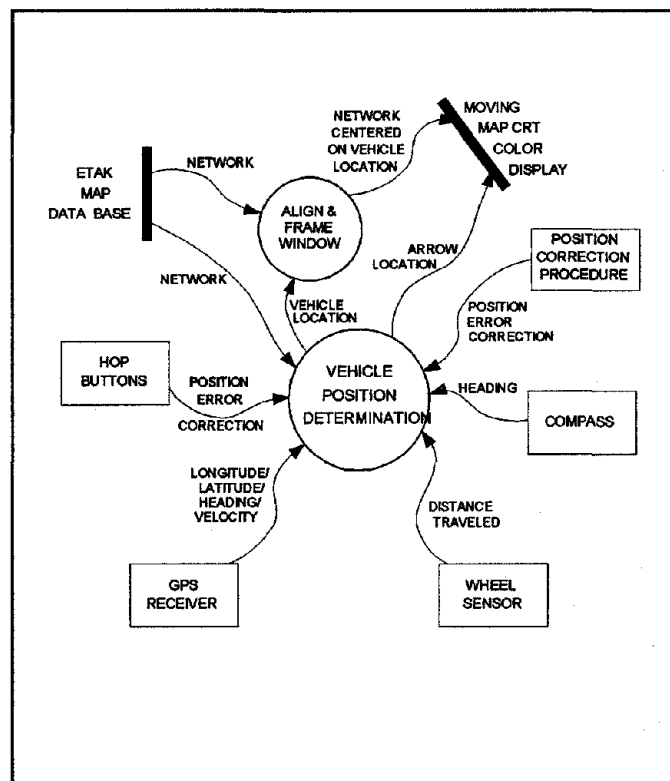 ETAK
MAP
DATA BASE
NETWORK
NETWORK
CENTERED
ON VEHICLE
LOCATION
MOVING
MAP CRT
COLOR
DISPLAY
ALIGN &
FRAME
WINDOW
NETWORK
VEHICLE
LOCATION
ARROW
LOCATION
POSITION
CORRECTION
PROCEDURE
POSITION
ERROR
CORRECTION
HOP
BUTTONS
POSITION
ERROR
CORRECTION
VEHICLE
POSITION
DETERMINATION
HEADING
COMPASS
LONGITUDE/
LATITUDE/
HEADING/
VELOCITY
DISTANCE
TRAVELED
GPS
RECEIVER
WHEEL
SENSOR